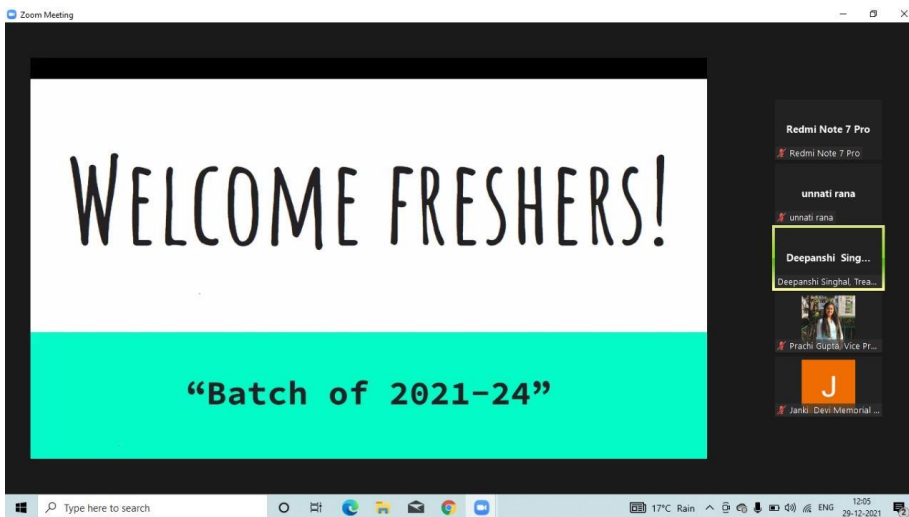 Zoom Meeting
WELCOME FRESHERS!
“Batch of 2021-24”
Redmi Note 7 Pro
Redmi Note 7 Pro
unnati rana
unnati rana
Deepanshi Sing...
Deepanshi Singhal, Trea...
Prachi Gupta, Vice Pr...
J
Janki Devi Memorial ...
Type here to search
17°C Rain
ENG
12:05
29-12-2021
2